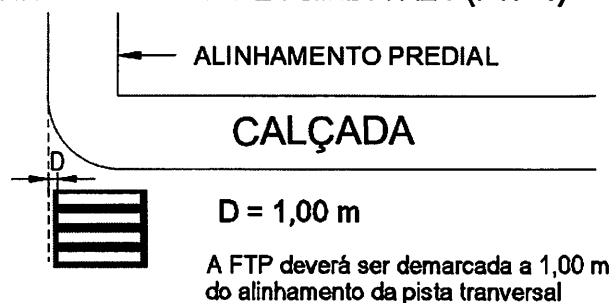 ALINHAMENTO PREDIAL
CALÇADA
D
D = 1,00 m
A FTP deverá ser demarcada a 1,00 m
do alinhamento da pista tranversal